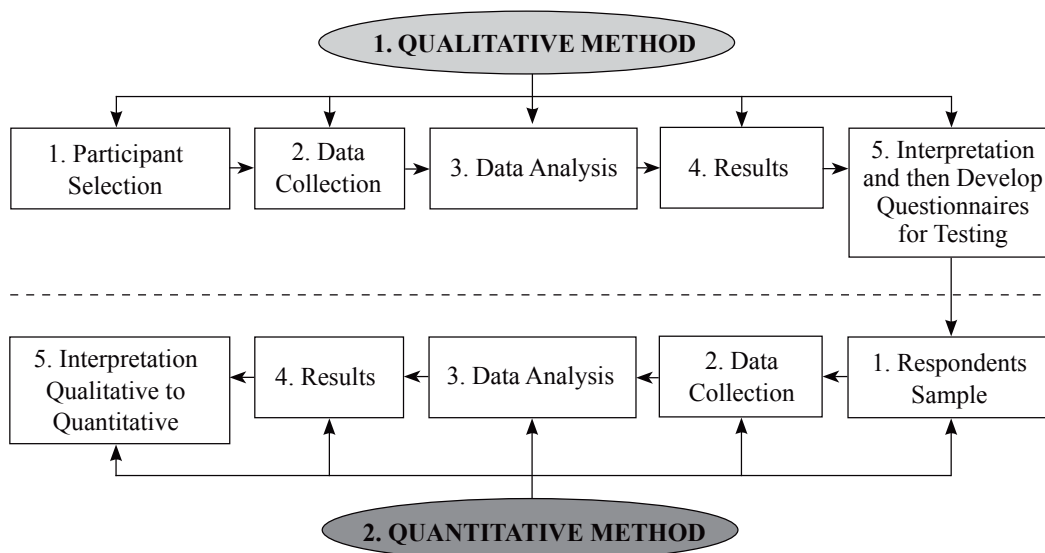 1. QUALITATIVE METHOD
1. Participant
Selection
2. Data
Collection
3. Data Analysis
4. Results
5. Interpretation
and then Develop
Questionnaires
for Testing
1. Respondents
Sample
2. Data
Collection
3. Data Analysis
4. Results
5. Interpretation
Qualitative to
Quantitative
2. QUANTITATIVE METHOD